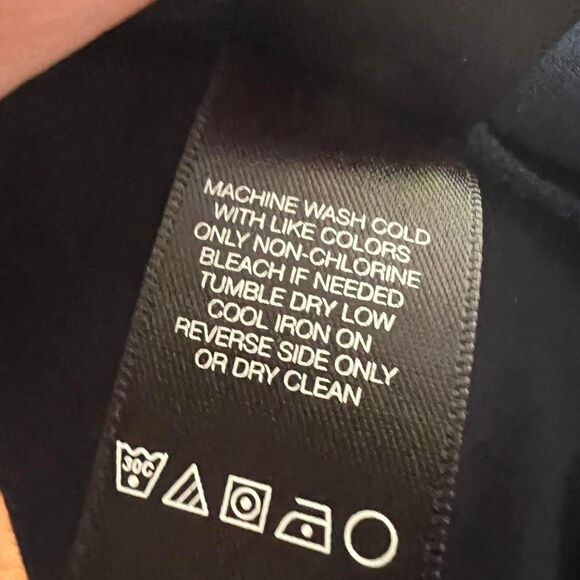 MACHINE WASH COLD
WITH LIKE COLORS
ONLY NON-CHLORINE
BLEACH IF NEEDED
TUMBLE DRY LOW
COOL IRON ON
REVERSE SIDE ONLY
OR DRY CLEAN
30C